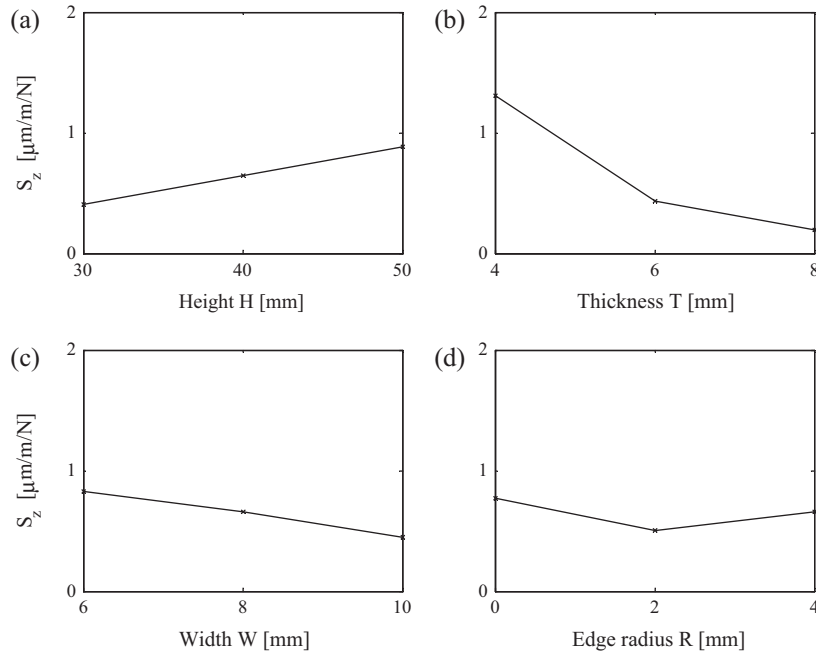 (a)
2
1
0
S_z [μm/m/N]
30 40 50
Height H [mm]
(b)
2
1
0
4 6 8
Thickness T [mm]
(c)
2
1
0
S_z [μm/m/N]
6 8 10
Width W [mm]
(d)
2
1
0
0 2 4
Edge radius R [mm]